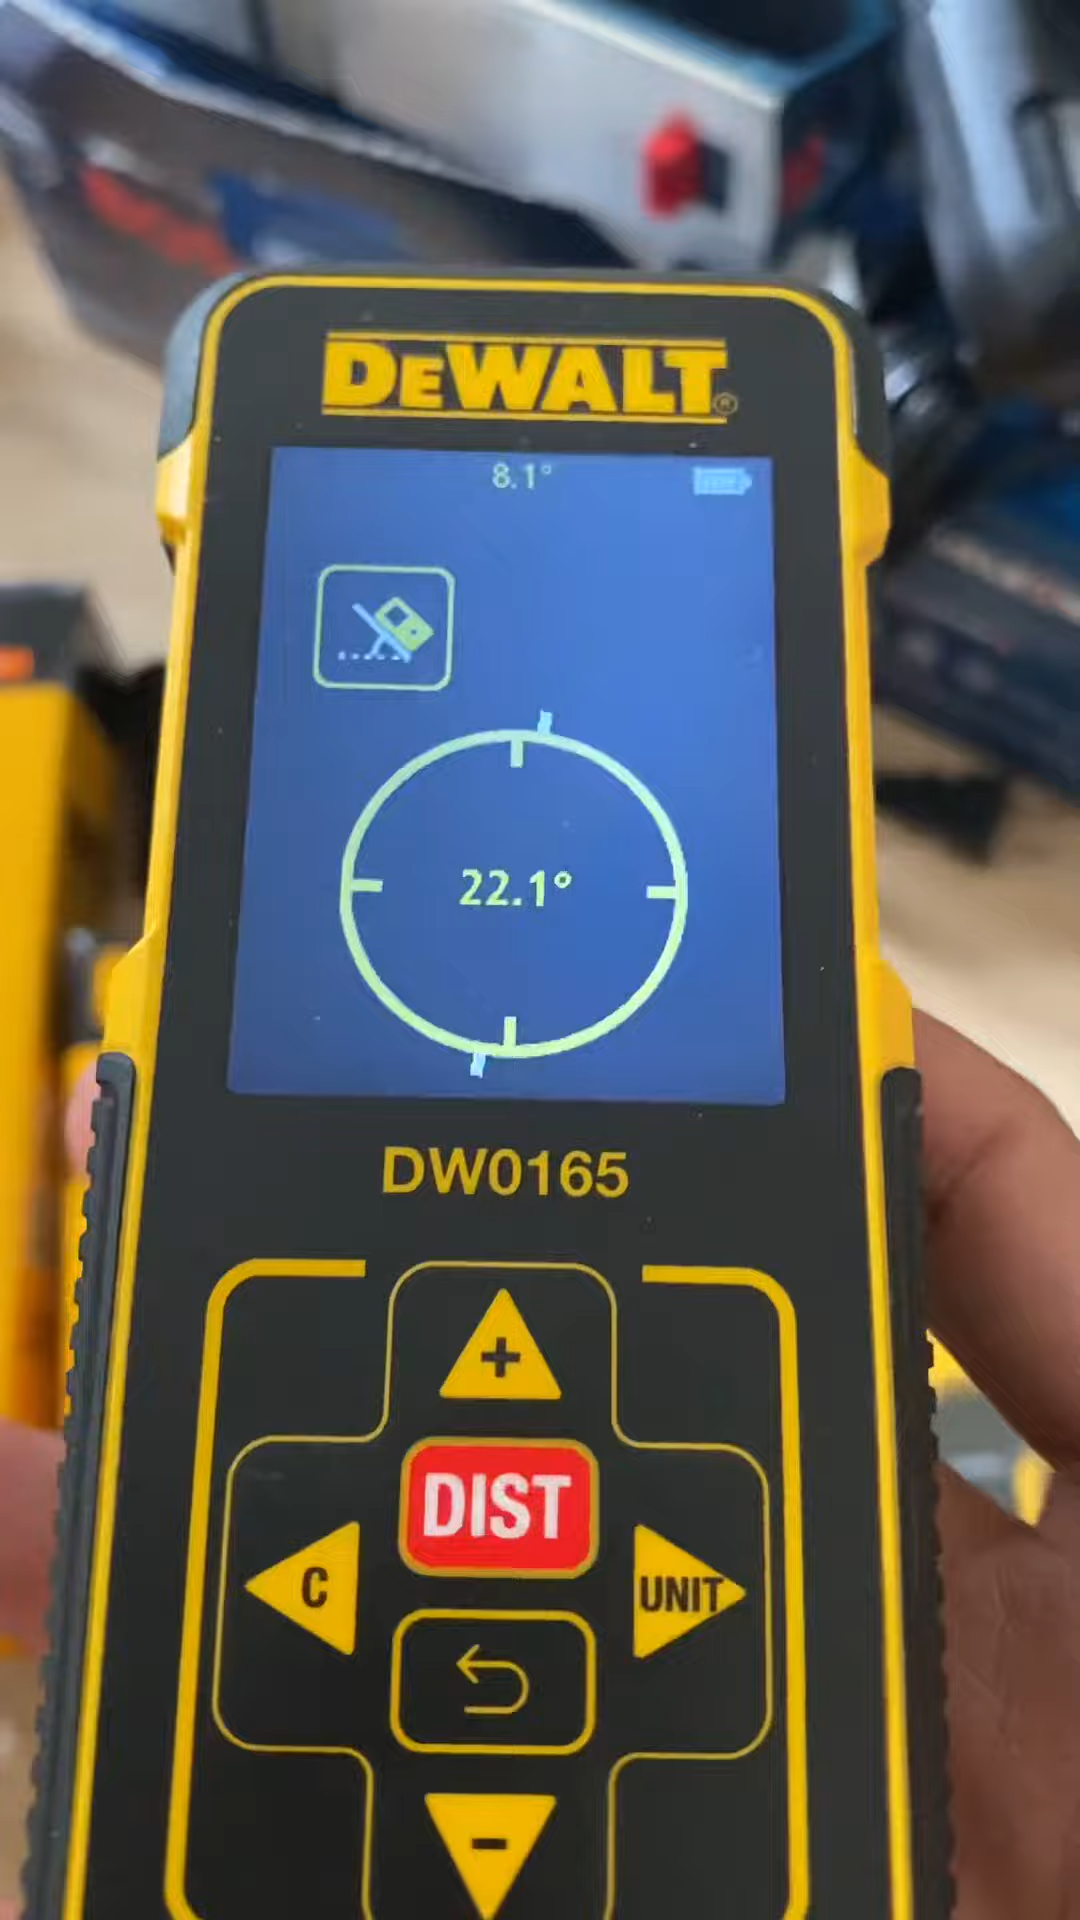 DEWALT®
8.1°
22.1°
DW0165
+
DIST
C
UNIT
-